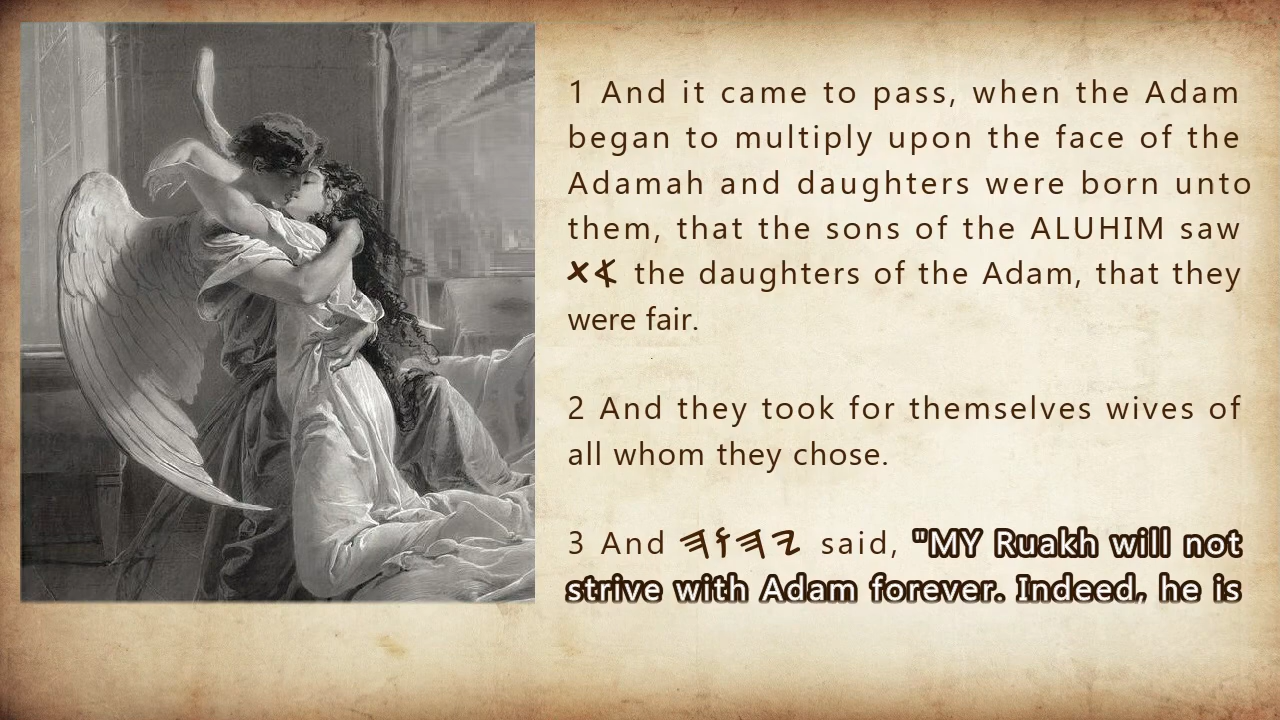 1 And it came to pass, when the Adam
began to multiply upon the face of the
Adamah and daughters were born unto
them, that the sons of the ALUHIM saw
𐤀𐤕 the daughters of the Adam, that they
were fair.
2 And they took for themselves wives of
all whom they chose.
3 And 𐤉𐤄𐤅𐤄 said, "MY Ruakh will not
strive with Adam forever. Indeed, he is